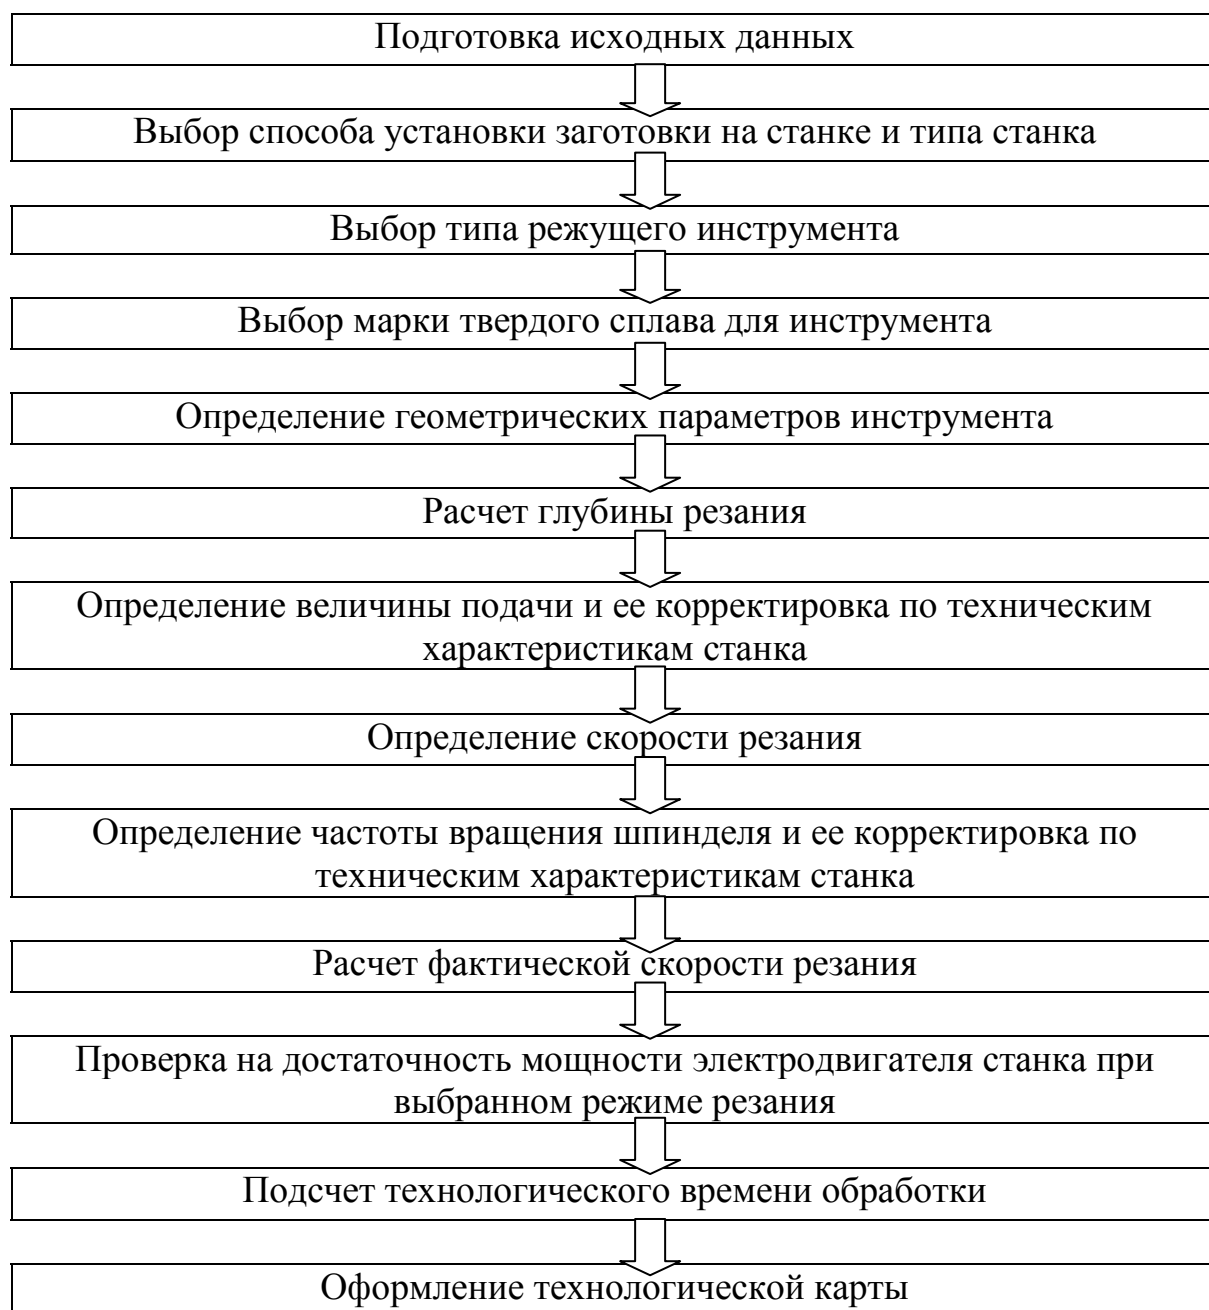 Подготовка исходных данных
Выбор способа установки заготовки на станке и типа станка
Выбор типа режущего инструмента
Выбор марки твердого сплава для инструмента
Определение геометрических параметров инструмента
Расчет глубины резания
Определение величины подачи и ее корректировка по техническим
характеристикам станка
Определение скорости резания
Определение частоты вращения шпинделя и ее корректировка по
техническим характеристикам станка
Расчет фактической скорости резания
Проверка на достаточность мощности электродвигателя станка при
выбранном режиме резания
Подсчет технологического времени обработки
Оформление технологической карты